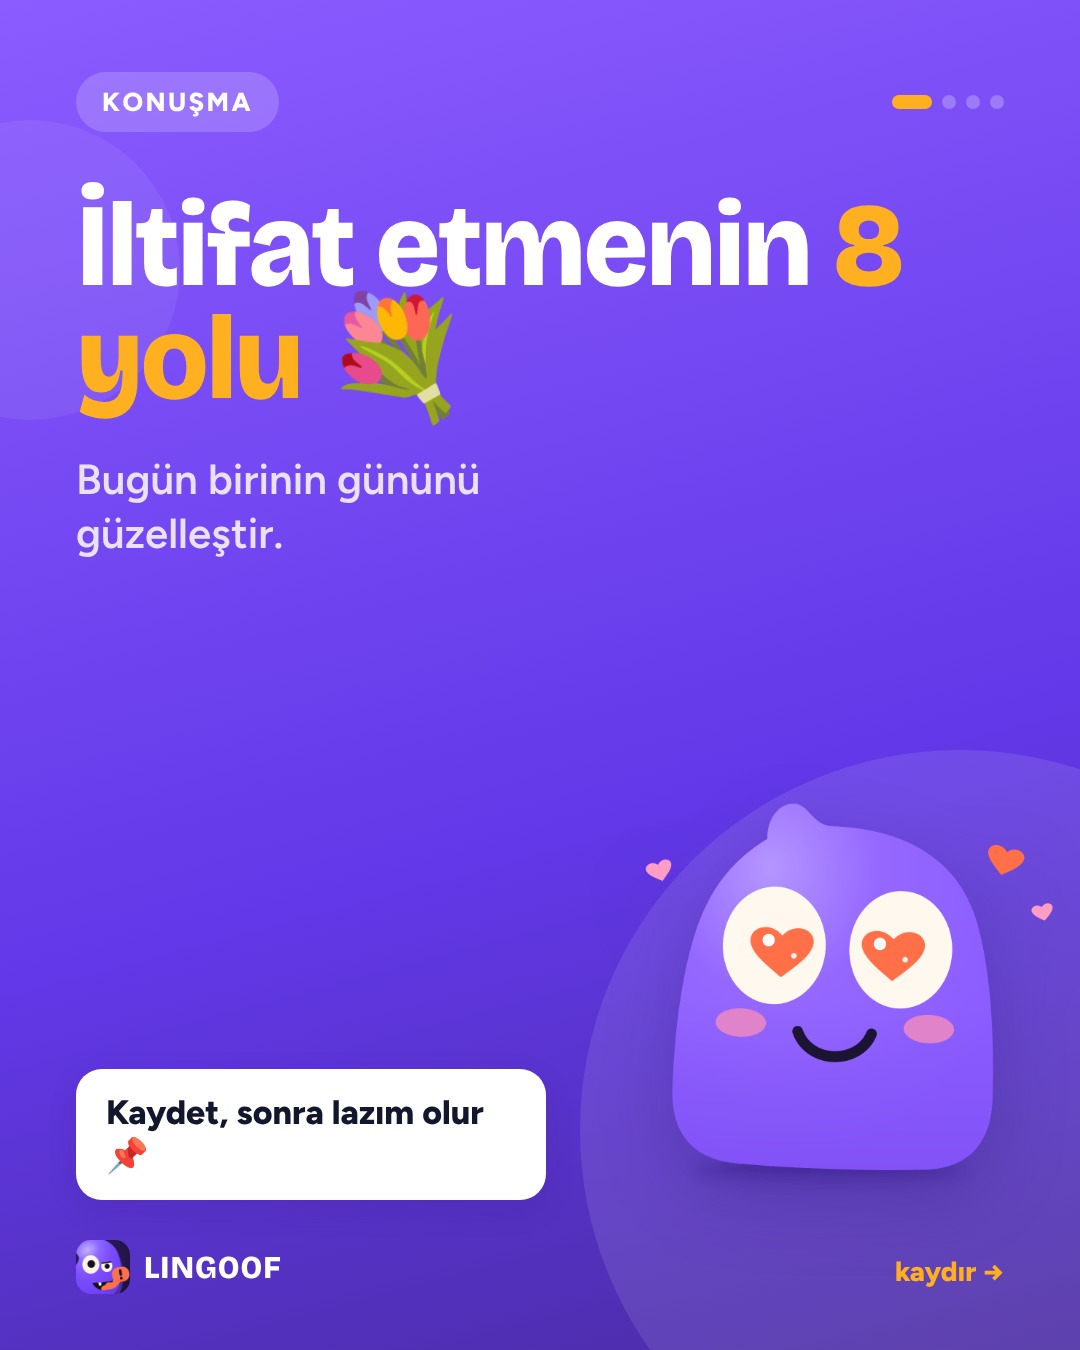 KONUŞMA
İltifat etmenin 8
yolu 💐
Bugün birinin gününü
güzelleştir.
Kaydet, sonra lazım olur
📌
LINGOOF
kaydır →